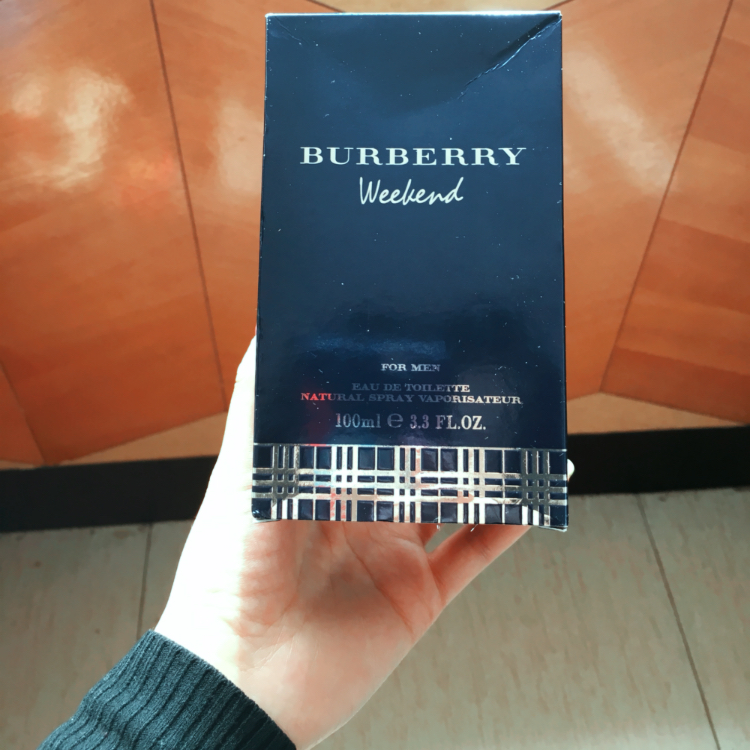 BURBERRY
Weekend
FOR MEN
EAU DE TOILETTE
NATURAL SPRAY VAPORISATEUR
100ml ℮ 3.3 FL.OZ.